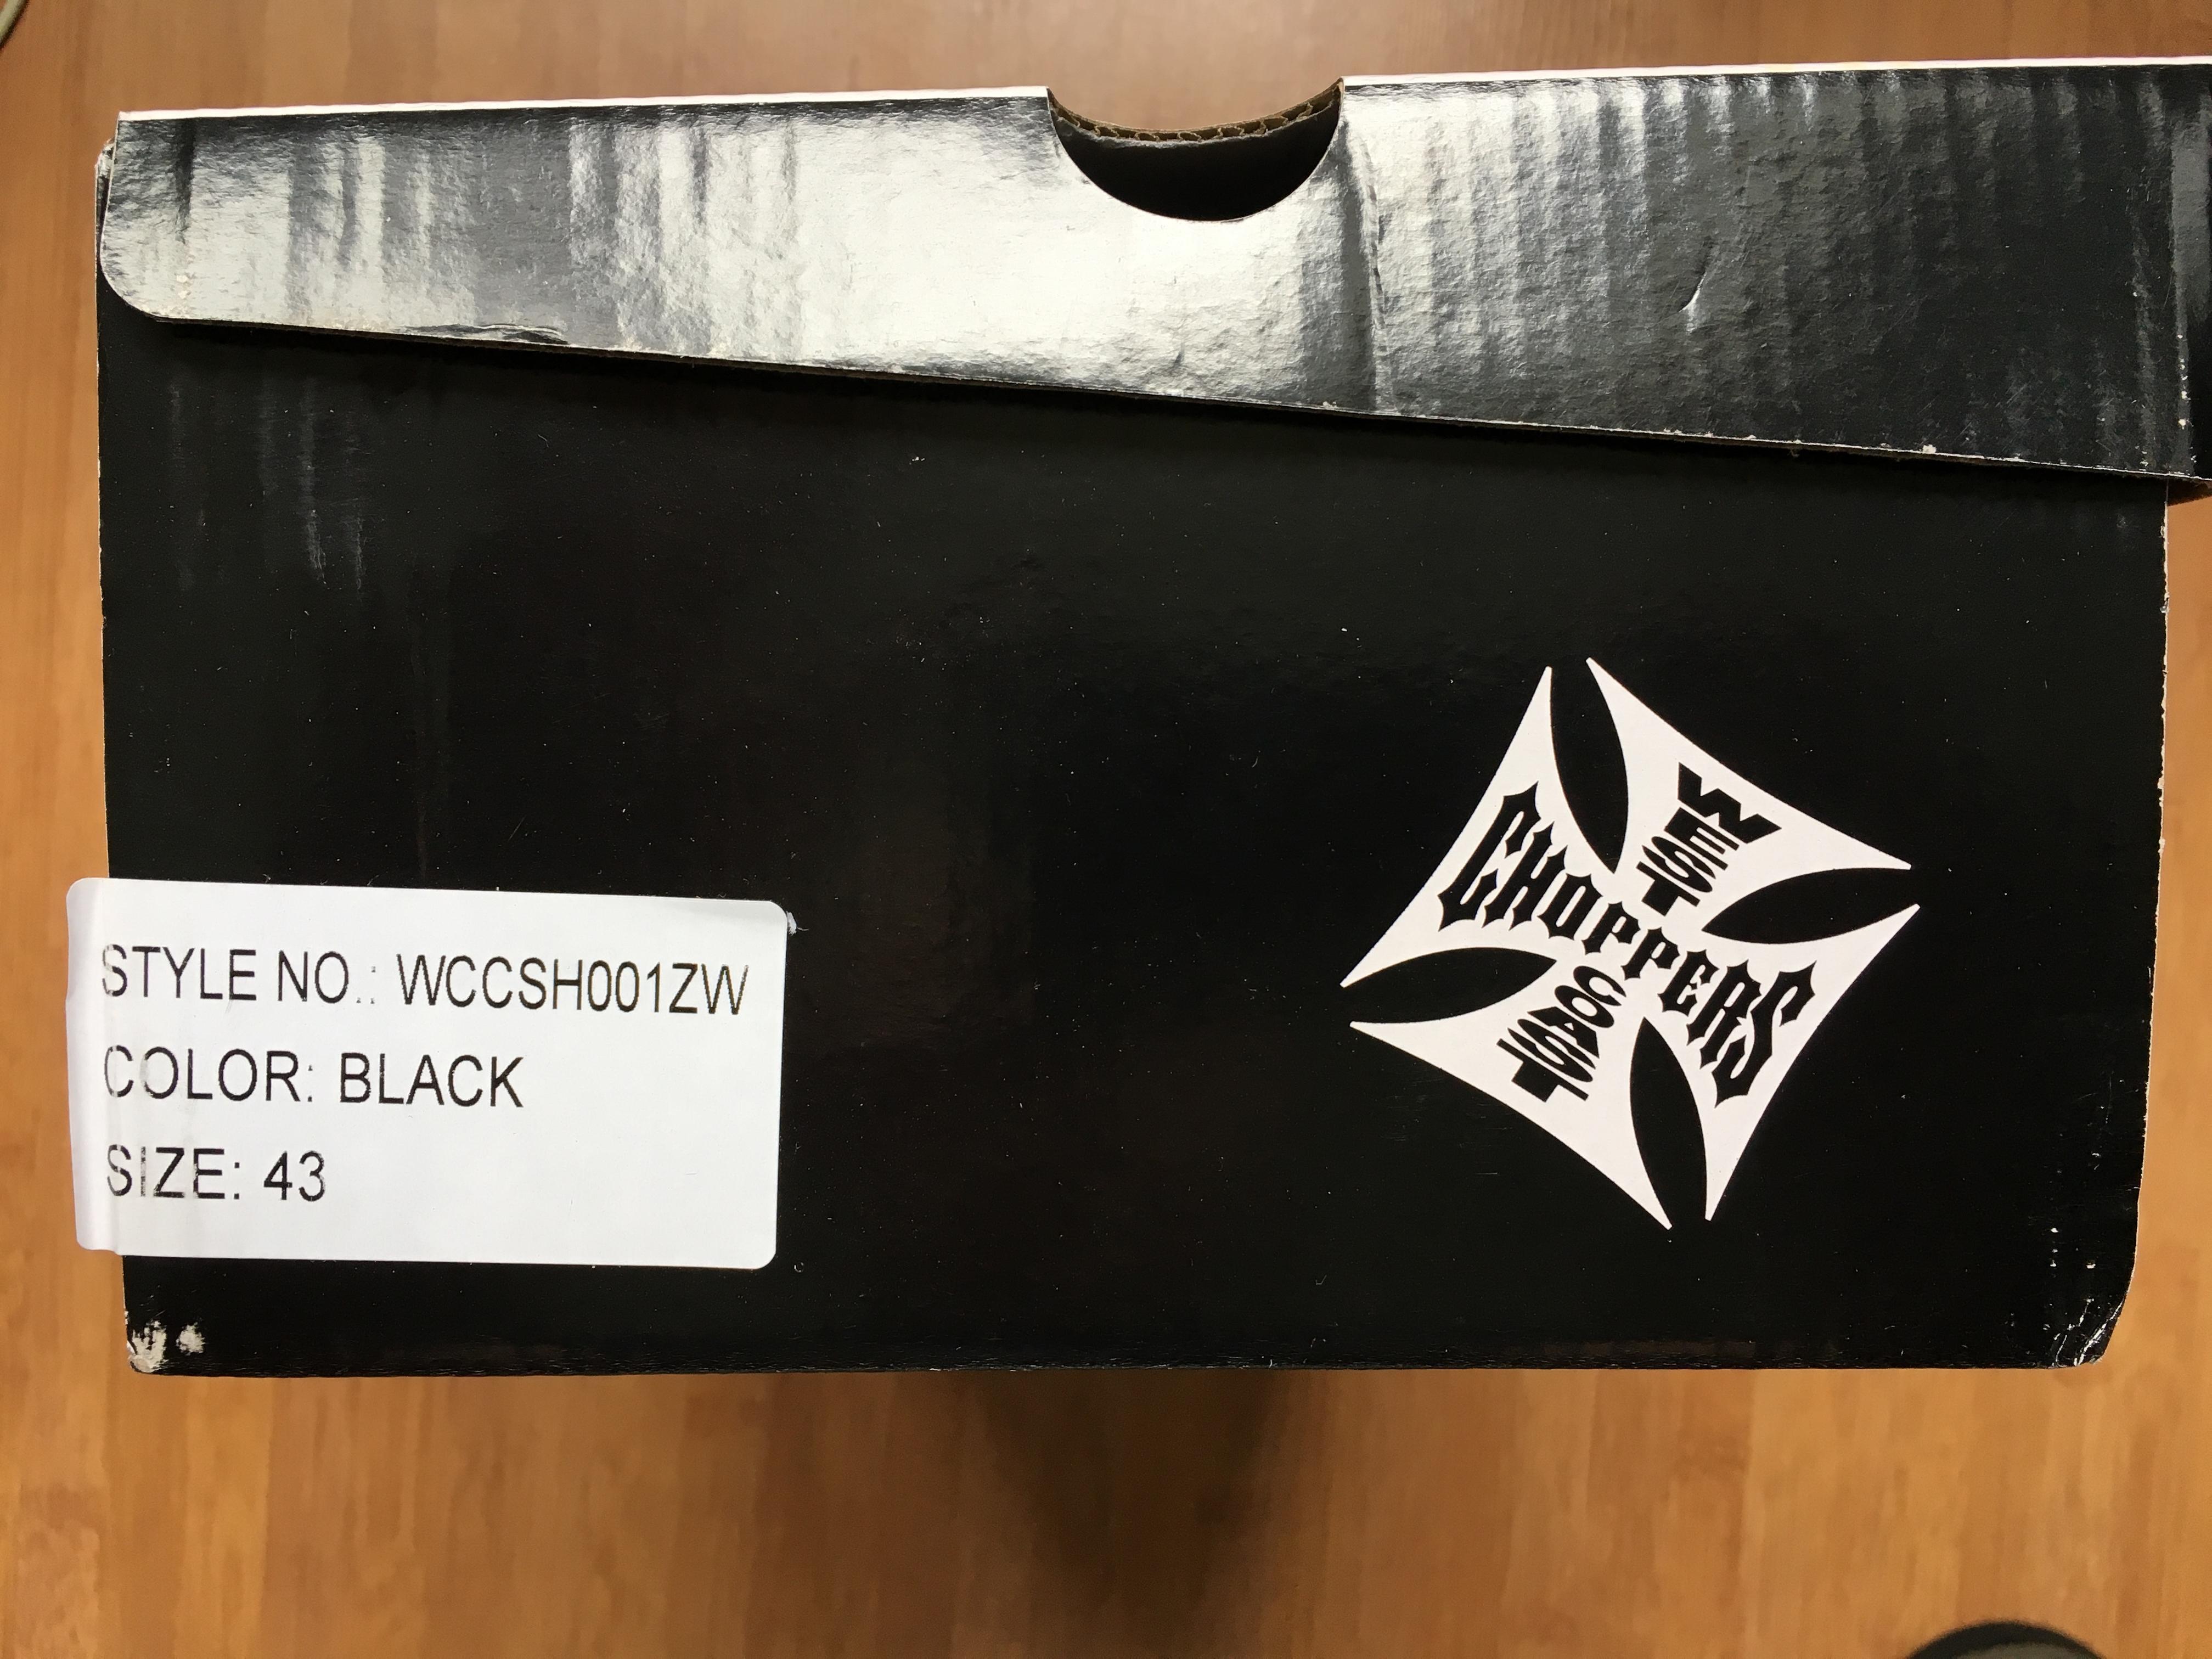 STYLE NO.: WCCSH001ZW
COLOR: BLACK
SIZE: 43
WEST
CHOPPERS
COAST